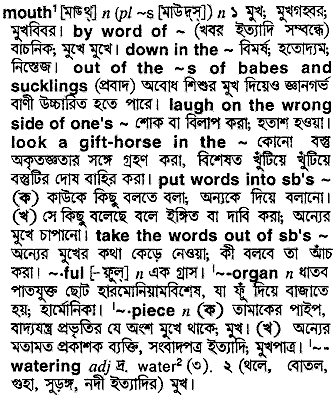 mouth¹ [মাউথ্] n (pl ~s [মাউদ্‌স্]) n ১ মুখ; মুখগহ্বর;
মুখবিবর। by word of ~ (খবর ইত্যাদি সম্বন্ধে)
বাচনিক; মুখে মুখে। down in the ~ বিমর্ষ; হতোদ্যম;
নিস্তেজ। out of the ~s of babes and
sucklings (প্রবাদ) অবোধ শিশুর মুখ দিয়েও জ্ঞানগর্ভ
বাণী উচ্চারিত হতে পারে। laugh on the wrong
side of one's ~ শোক বা বিলাপ করা; হতাশ হওয়া।
look a gift-horse in the ~ কোনো বস্তু
অকৃতজ্ঞতার সঙ্গে গ্রহণ করা, বিশেষত খুঁটিয়ে খুঁটিয়ে
বস্তুটির দোষ বাহির করা। put words into sb's ~
(ক) কাউকে কিছু বলতে বলা; অন্যকে দিয়ে বলানো।
(খ) সে কিছু বলেছে বলে ইঙ্গিত বা দাবি করা; অন্যের
মুখে চাপানো। take the words out of sb's ~
অন্যের মুখের কথা কেড়ে নেওয়া; কী বলবে তা আঁচ
করা। ~·ful [-ফুল্] n এক গ্রাস। '~-organ n ধাতব
পাতযুক্ত ছোট হারমোনিয়ামবিশেষ, যা ফুঁ দিয়ে বাজাতে
হয়; হার্মোনিকা। '~·piece n (ক) তামাকের পাইপ,
বাদ্যযন্ত্র প্রভৃতির যে অংশ মুখে থাকে; মুখ। (খ) অন্যের
মতামত প্রকাশক ব্যক্তি, সংবাদপত্র ইত্যাদি; মুখপাত্র। '~-
watering adj দ্র. water² (৩). ২ (থলে, বোতল,
গুহা, সুড়ঙ্গ, নদী ইত্যাদির) মুখ।